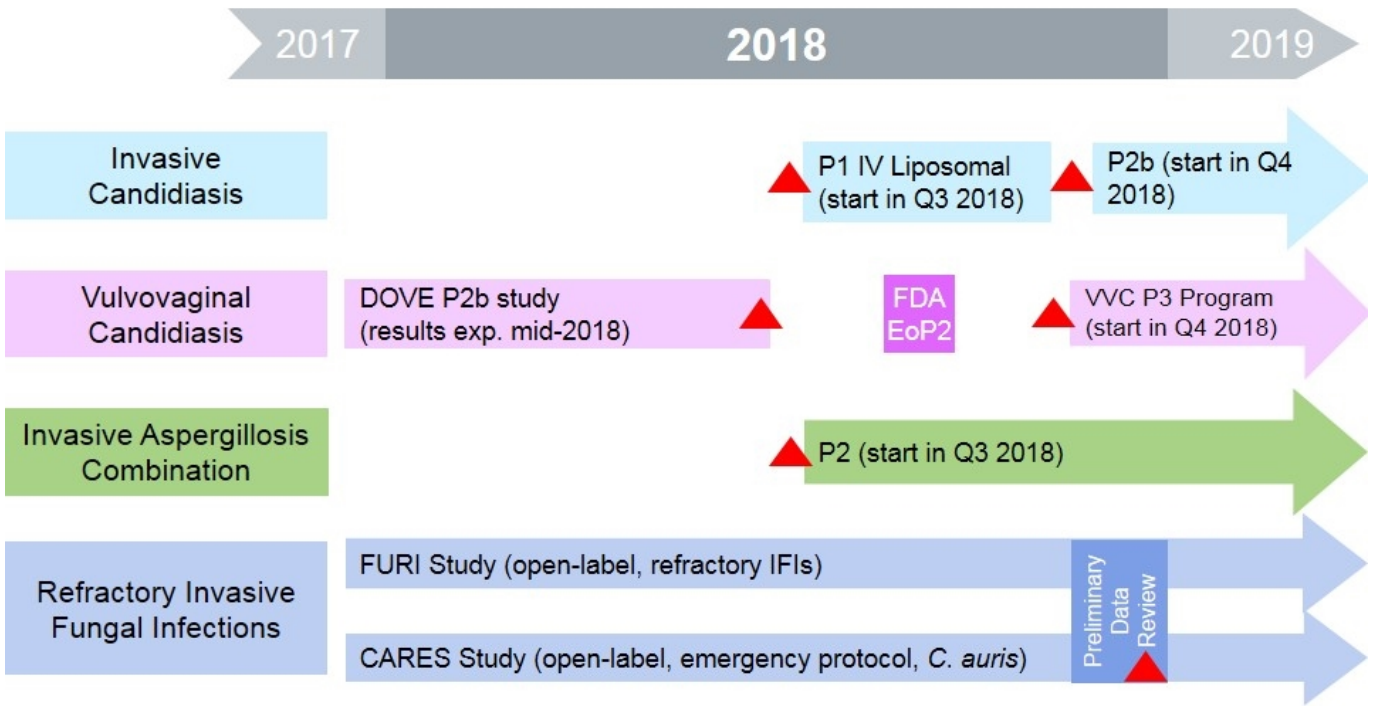 2017
2018
2019
Invasive
Candidiasis
P1 IV Liposomal
(start in Q3 2018)
P2b (start in Q4
2018)
Vulvovaginal
Candidiasis
DOVE P2b study
(results exp. mid-2018)
FDA
EoP2
VVC P3 Program
(start in Q4 2018)
Invasive Aspergillosis
Combination
P2 (start in Q3 2018)
Refractory Invasive
Fungal Infections
FURI Study (open-label, refractory IFIs)
CARES Study (open-label, emergency protocol, C. auris)
Preliminary
Data
Review